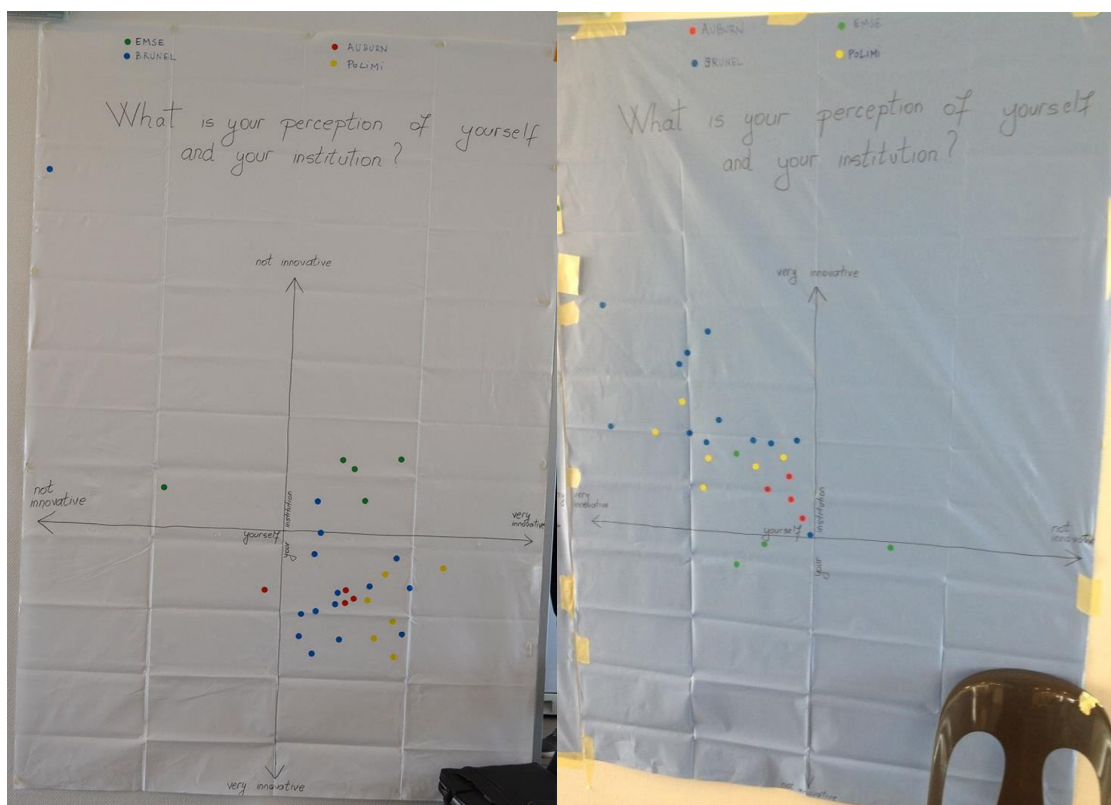 EMSE
BRUNEL
AUBURN
POLIMI
What is your perception of yourself
and your institution?
not innovative
not
innovative
very
innovative
yourself
your institution
very innovative
AUBURN
BRUNEL
EMSE
POLIMI
What is your perception of yourself
and your institution?
very innovative
very
innovative
not
innovative
yourself
your institution